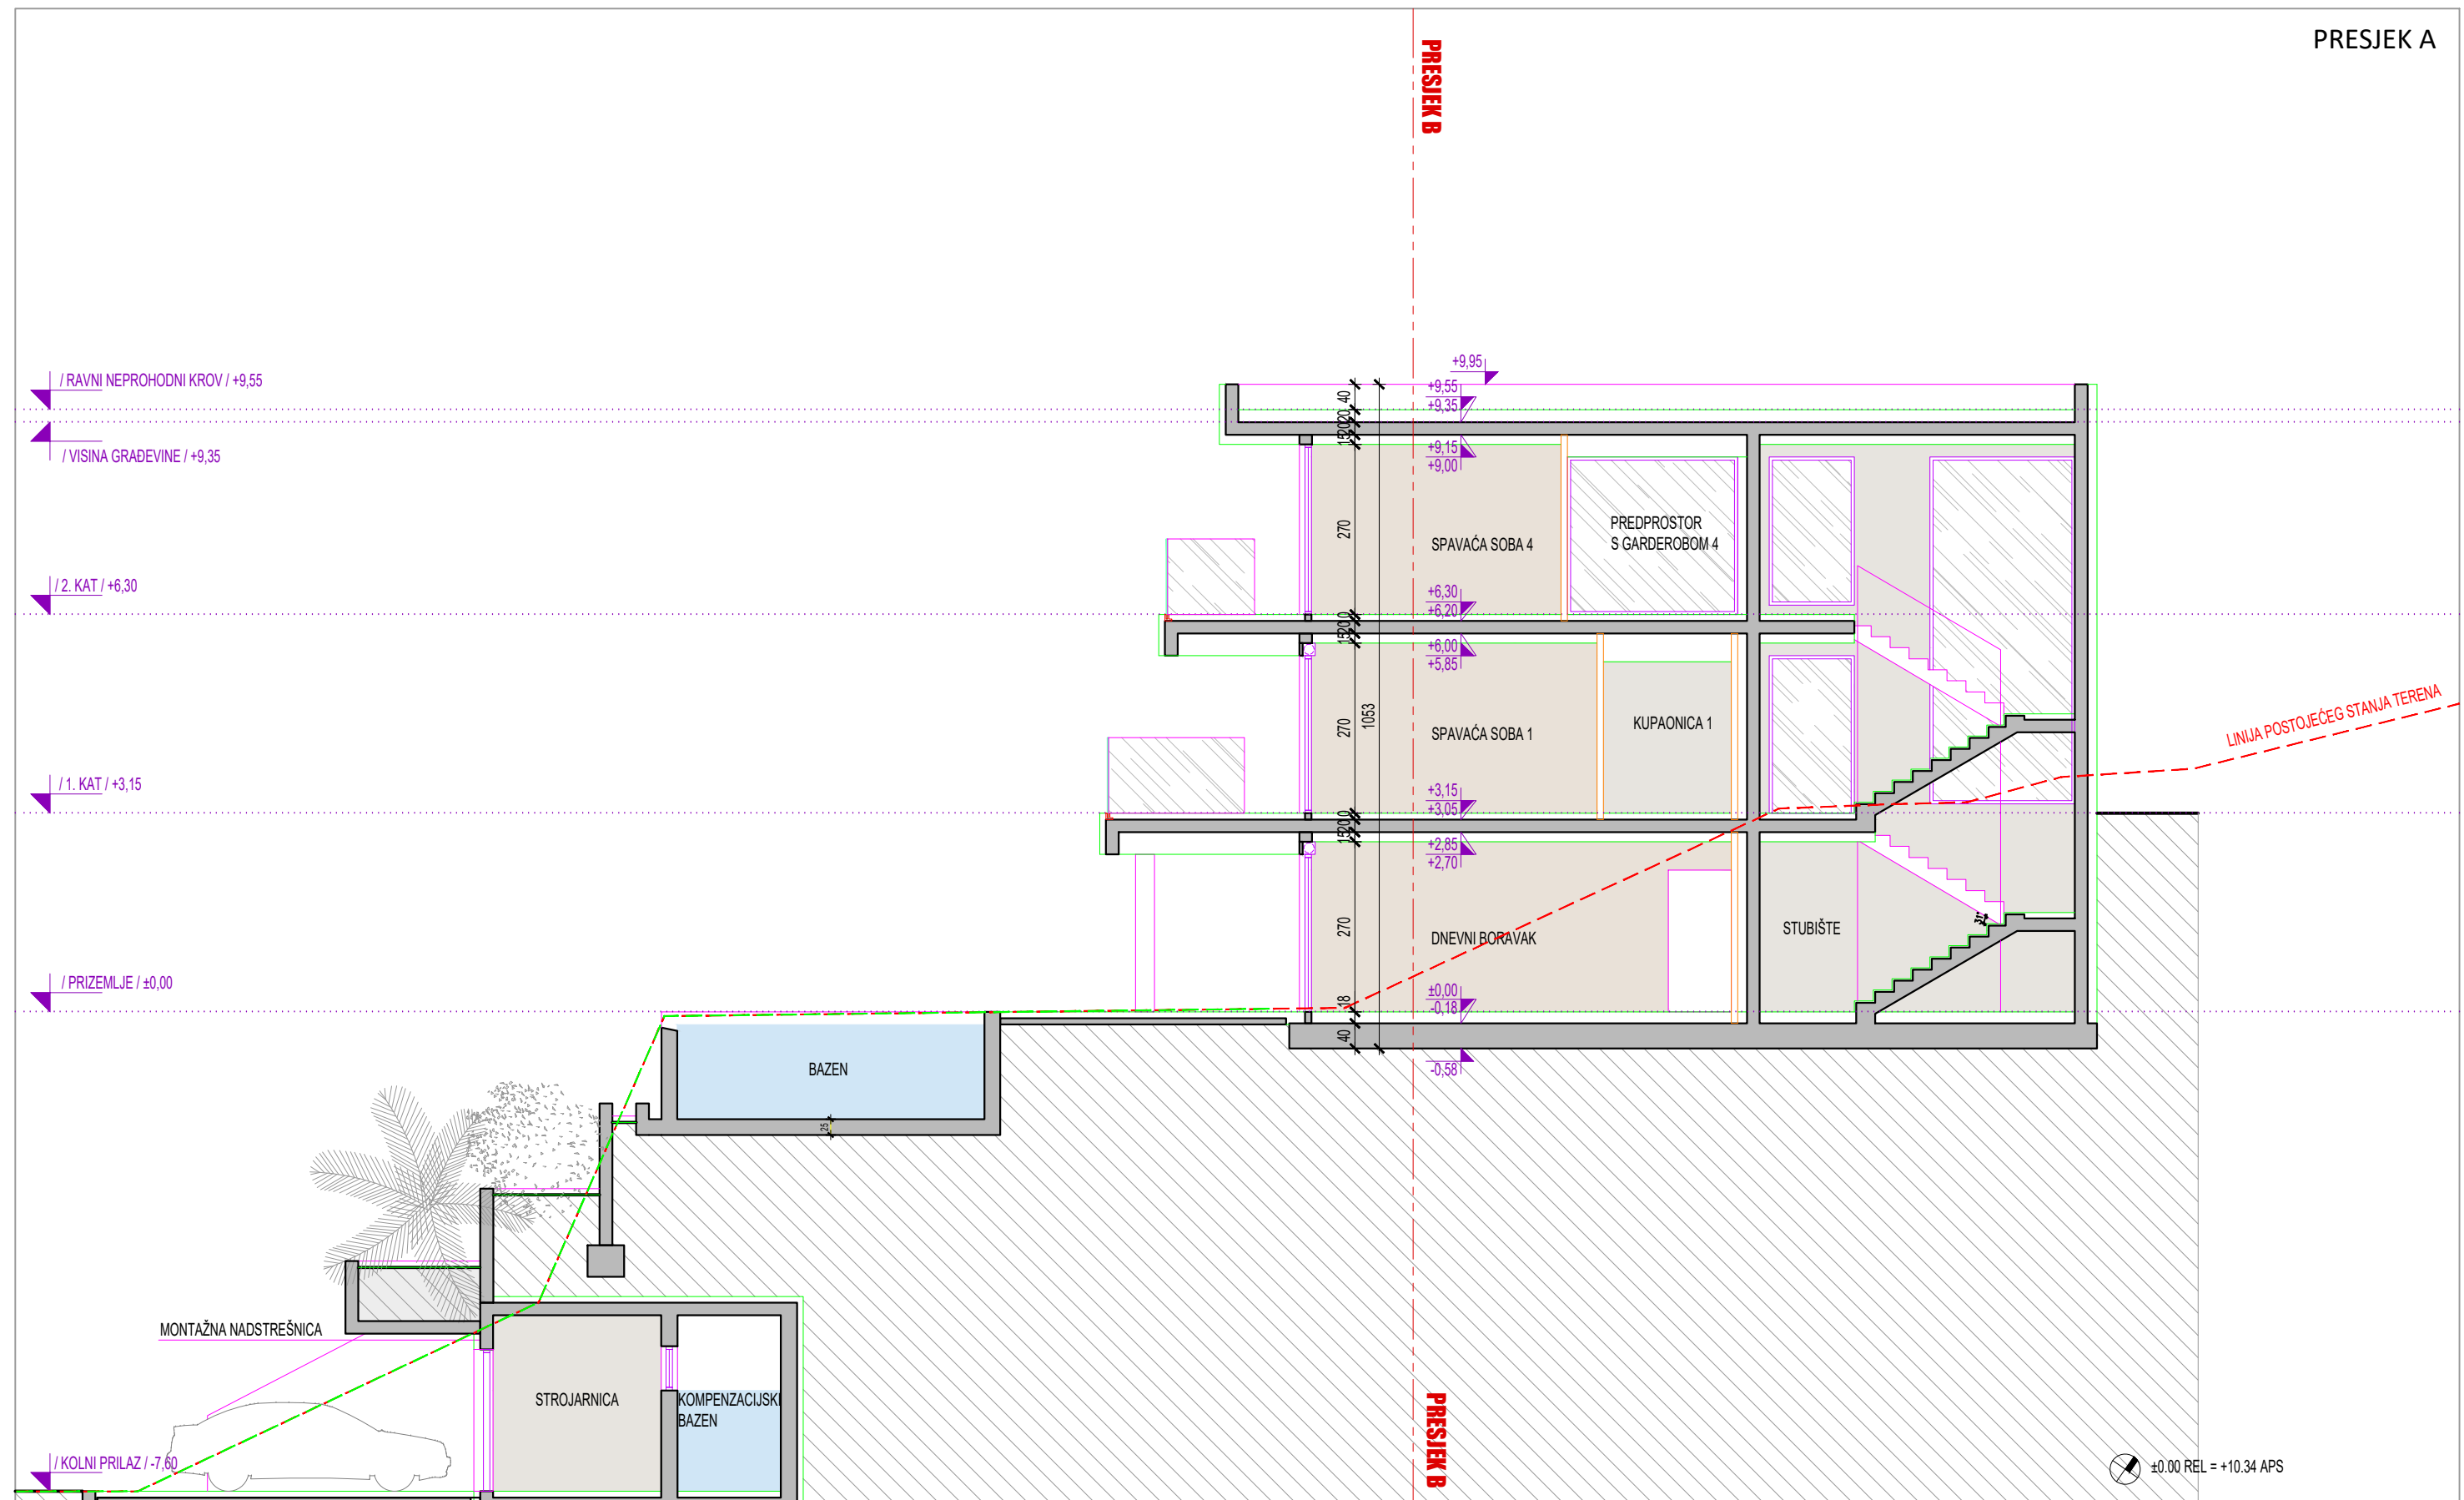 PRESJEK A
PRESJEK B
/ RAVNI NEPROHODNI KROV / +9,55
/ VISINA GRAĐEVINE / +9,35
/ 2. KAT / +6,30
/ 1. KAT / +3,15
/ PRIZEMLJE / ±0,00
/ KOLNI PRILAZ / -7,60
+9,95
+9,55
+9,35
+9,15
+9,00
+6,30
+6,20
+6,00
+5,85
+3,15
+3,05
+2,85
+2,70
±0,00
-0,18
-0,58
40
20
20
15
270
270
270
18
40
1053
SPAVAĆA SOBA 4
PREDPROSTOR
S GARDEROBOM 4
SPAVAĆA SOBA 1
KUPAONICA 1
DNEVNI BORAVAK
STUBIŠTE
LINIJA POSTOJEĆEG STANJA TERENA
BAZEN
25
MONTAŽNA NADSTREŠNICA
STROJARNICA
KOMPENZACIJSKI
BAZEN
PRESJEK B
±0.00 REL = +10.34 APS